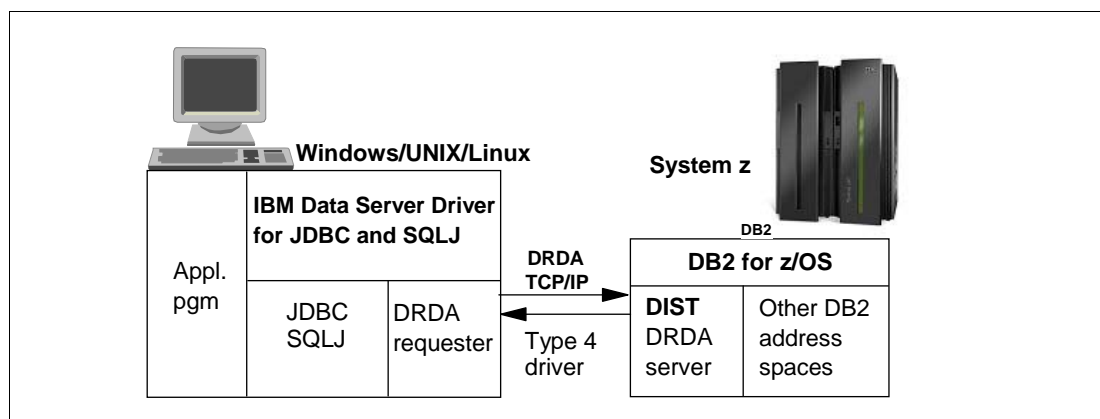 Windows/UNIX/Linux
System z
IBM Data Server Driver
for JDBC and SQLJ
Appl.
pgm
JDBC
SQLJ
DRDA
requester
DRDA
TCP/IP
Type 4
driver
DB2
DB2 for z/OS
DIST
DRDA
server
Other DB2
address
spaces